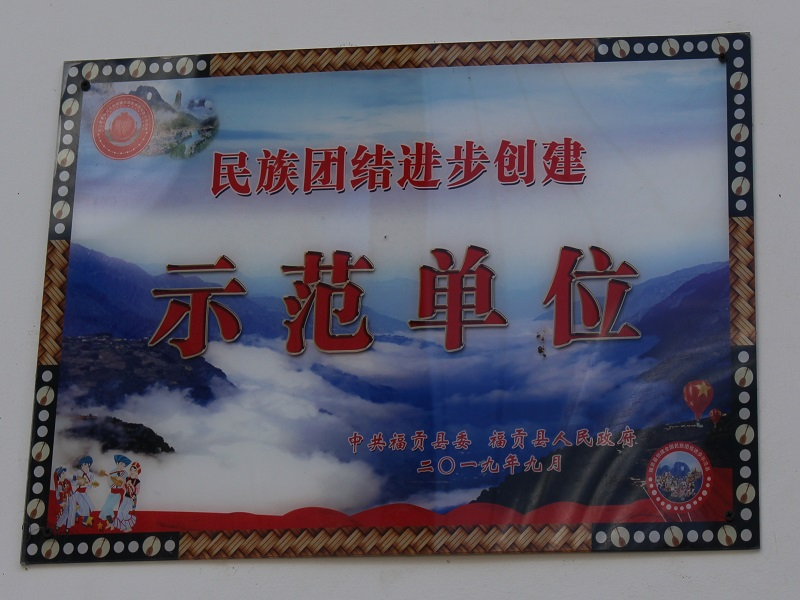 民族团结进步创建
示范单位
中共福贡县委 福贡县人民政府
二〇一九年九月